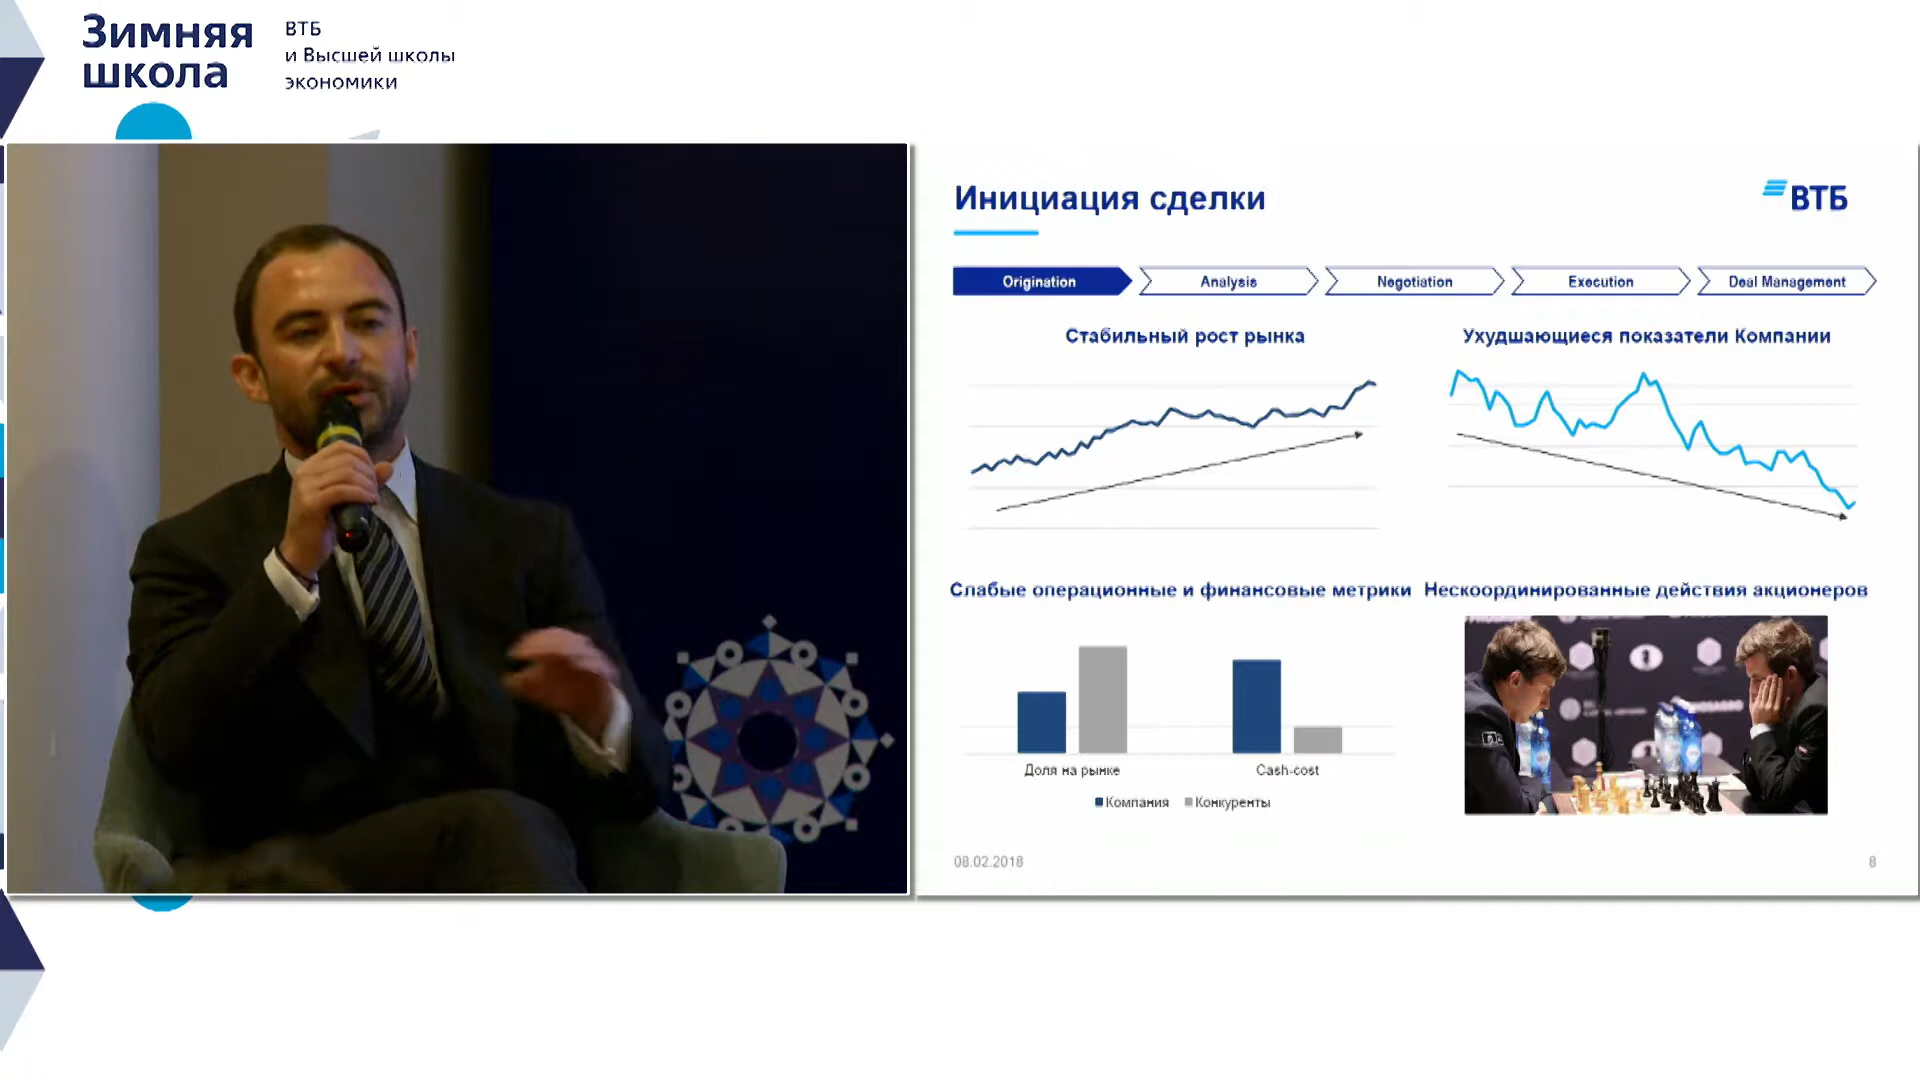 Зимняя
школа
ВТБ
и Высшей школы
экономики
Инициация сделки
ВТБ
Origination
Analysis
Negotiation
Execution
Deal Management
Стабильный рост рынка
Ухудшающиеся показатели Компании
Слабые операционные и финансовые метрики
Нескоординированные действия акционеров
Доля на рынке
Cash-cost
Компания
Конкуренты
08.02.2018
8